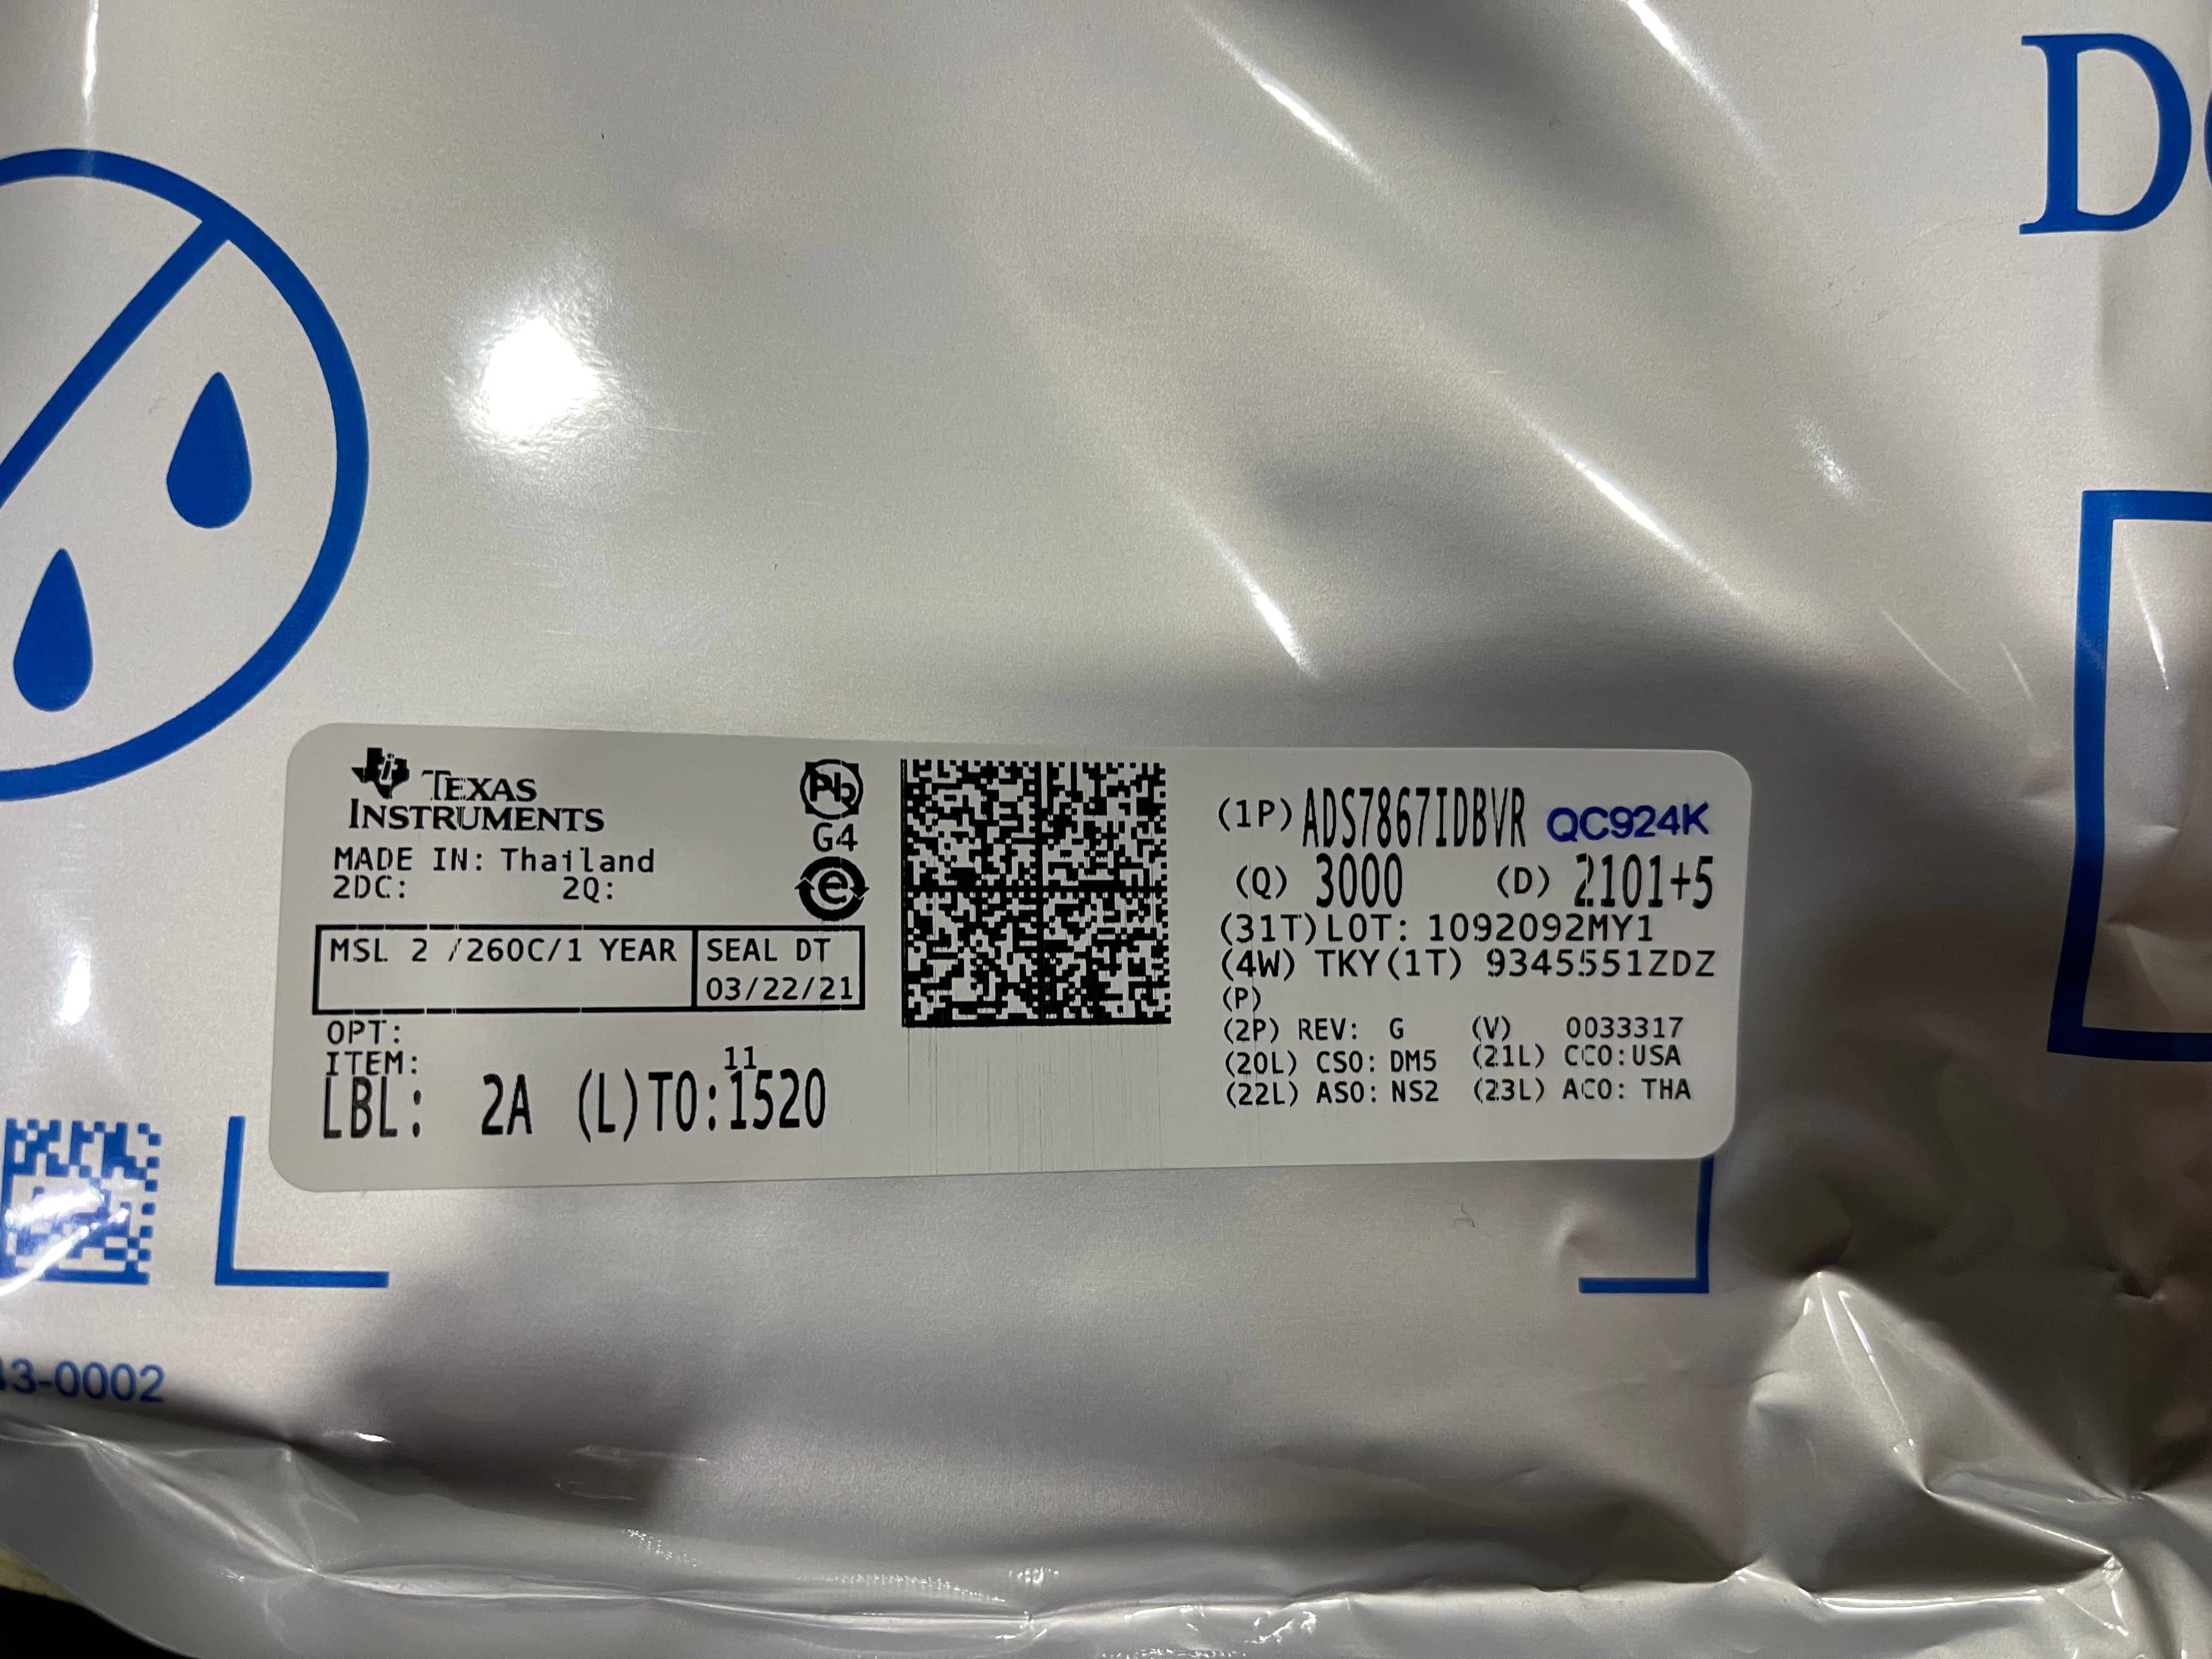 D
TEXAS
INSTRUMENTS
MADE IN: Thailand
2DC: 2Q:
Pb
G4
e
MSL 2 /260C/1 YEAR
SEAL DT
03/22/21
OPT:
ITEM:
11
LBL: 2A (L)TO:1520
(1P) ADS7867IDBVR QC924K
(Q) 3000 (D) 2101+5
(31T)LOT: 1092092MY1
(4W) TKY(1T) 9345551ZDZ
(P)
(2P) REV: G (V) 0033317
(20L) CSO: DM5 (21L) CCO:USA
(22L) ASO: NS2 (23L) ACO: THA
13-0002